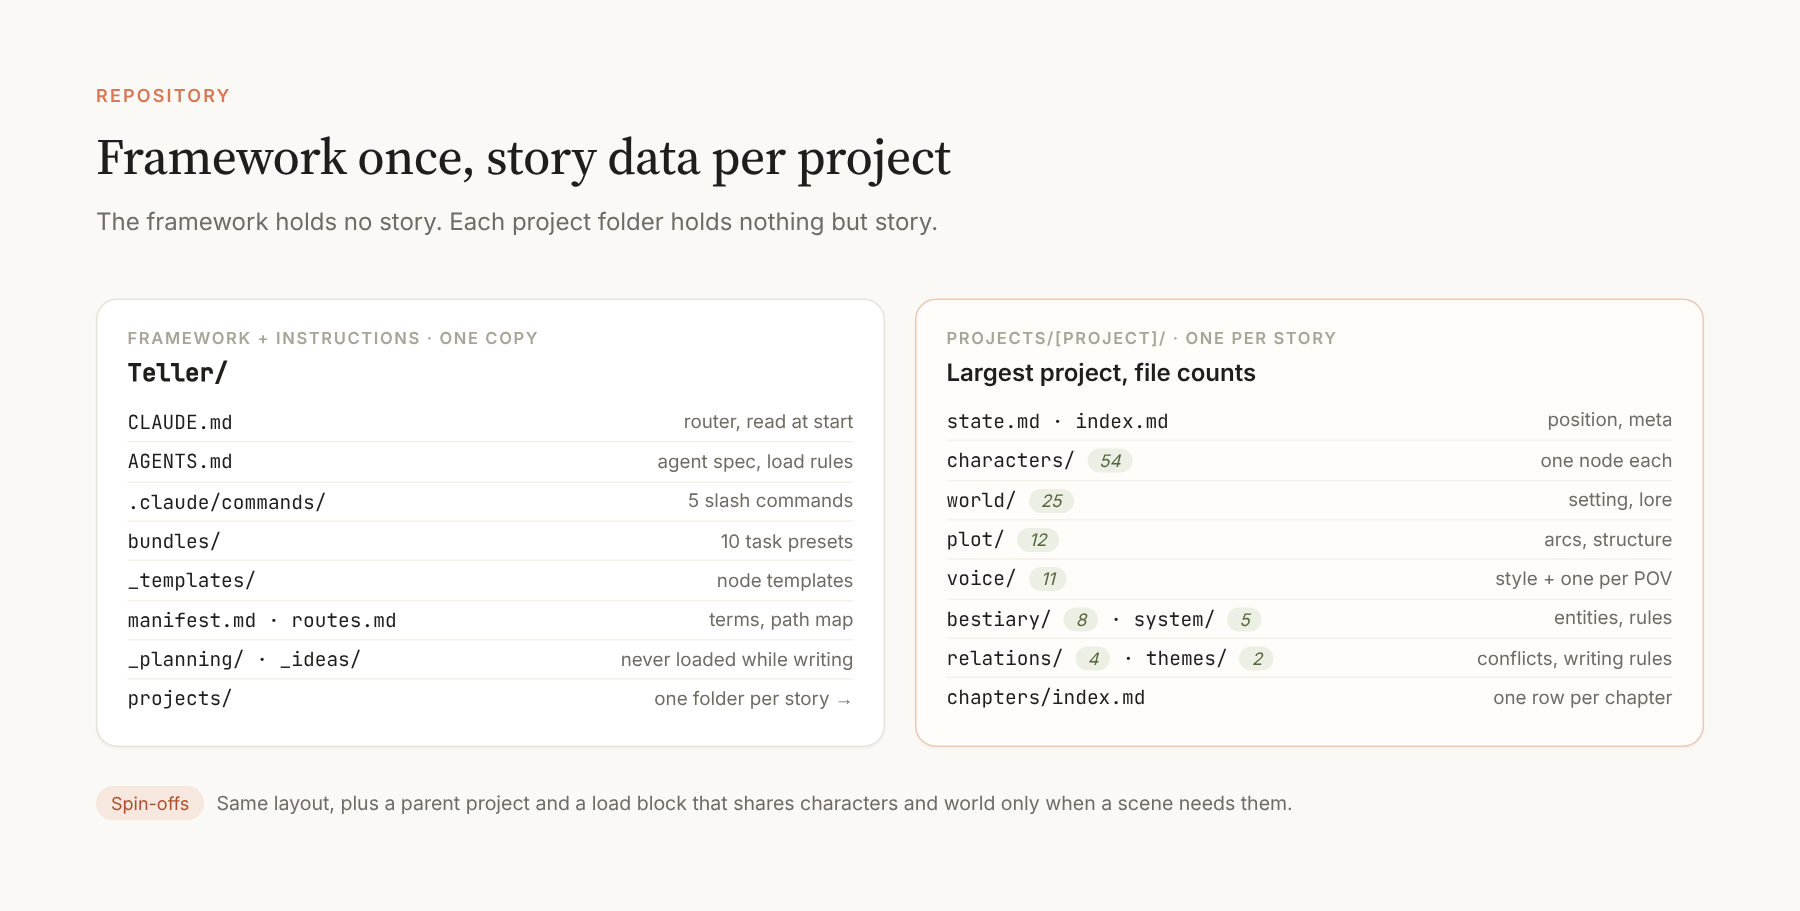 REPOSITORY
Framework once, story data per project
The framework holds no story. Each project folder holds nothing but story.
FRAMEWORK + INSTRUCTIONS · ONE COPY
Teller/
CLAUDE.md router, read at start
AGENTS.md agent spec, load rules
.claude/commands/ 5 slash commands
bundles/ 10 task presets
_templates/ node templates
manifest.md · routes.md terms, path map
_planning/ · _ideas/ never loaded while writing
projects/ one folder per story →
PROJECTS/[PROJECT]/ · ONE PER STORY
Largest project, file counts
state.md · index.md position, meta
characters/ 54 one node each
world/ 25 setting, lore
plot/ 12 arcs, structure
voice/ 11 style + one per POV
bestiary/ 8 · system/ 5 entities, rules
relations/ 4 · themes/ 2 conflicts, writing rules
chapters/index.md one row per chapter
Spin-offs Same layout, plus a parent project and a load block that shares characters and world only when a scene needs them.